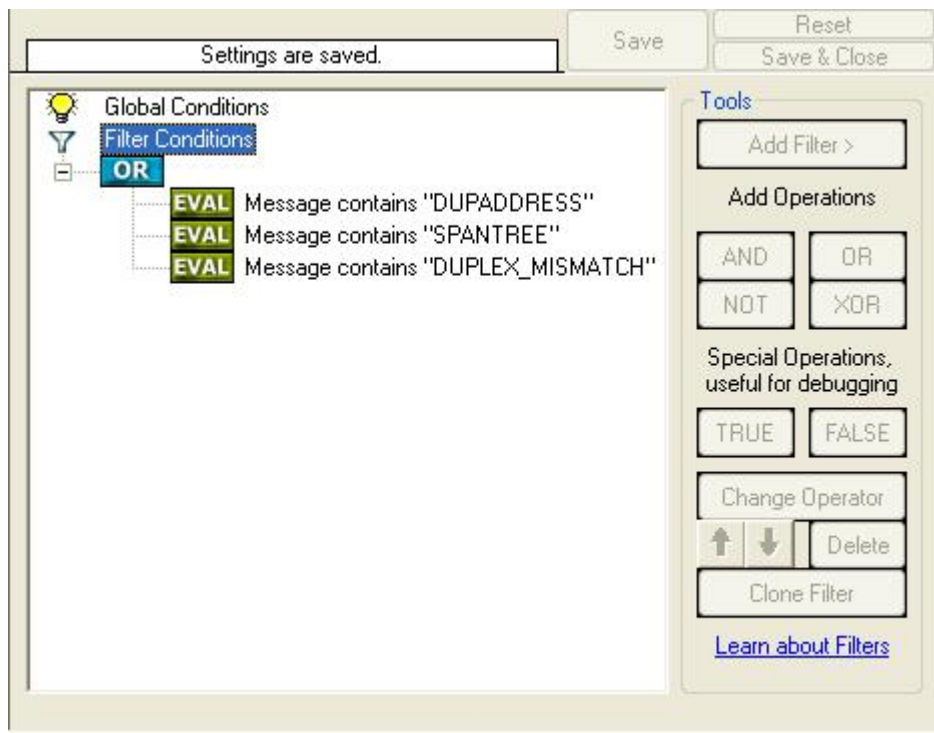 Settings are saved.
Save
Reset
Save & Close
Global Conditions
Filter Conditions
OR
EVAL Message contains "DUPADDRESS"
EVAL Message contains "SPANTREE"
EVAL Message contains "DUPLEX_MISMATCH"
Tools
Add Filter >
Add Operations
AND OR
NOT XOR
Special Operations,
useful for debugging
TRUE FALSE
Change Operator
Delete
Clone Filter
Learn about Filters